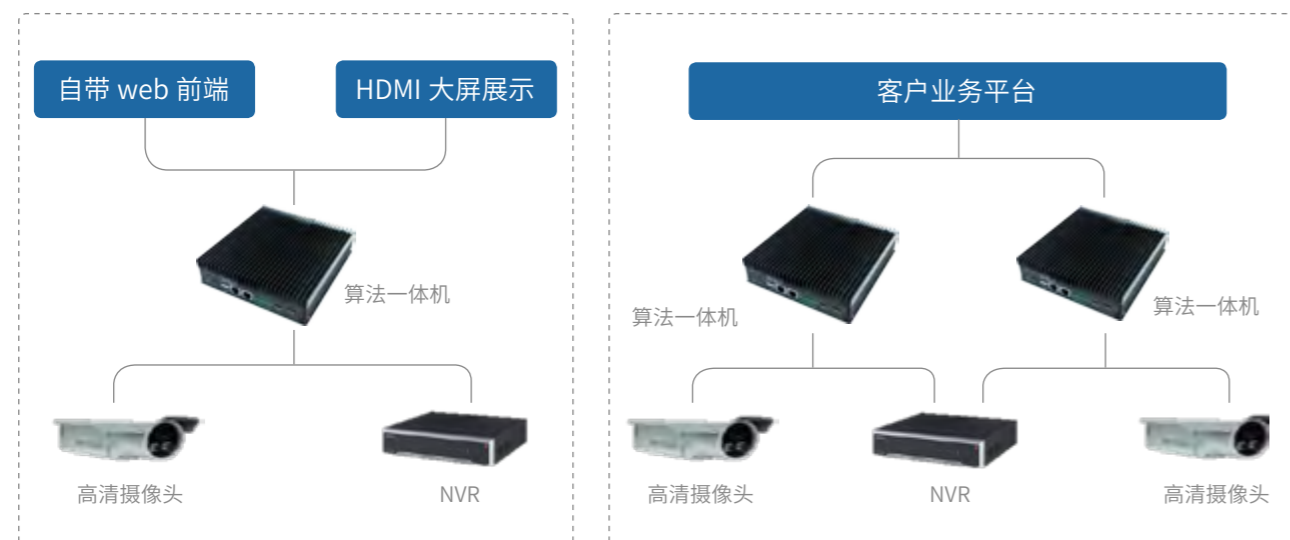 自带 web 前端
HDMI 大屏展示
算法一体机
高清摄像头
NVR
客户业务平台
算法一体机
算法一体机
高清摄像头
NVR
高清摄像头